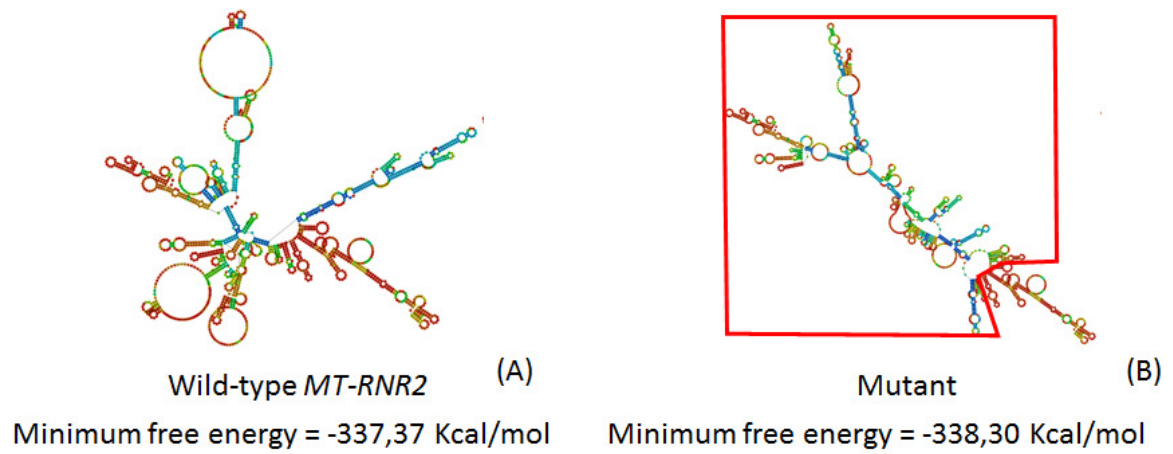 (A)
(B)
Wild-type MT-RNR2
Mutant
Minimum free energy = -337,37 Kcal/mol
Minimum free energy = -338,30 Kcal/mol